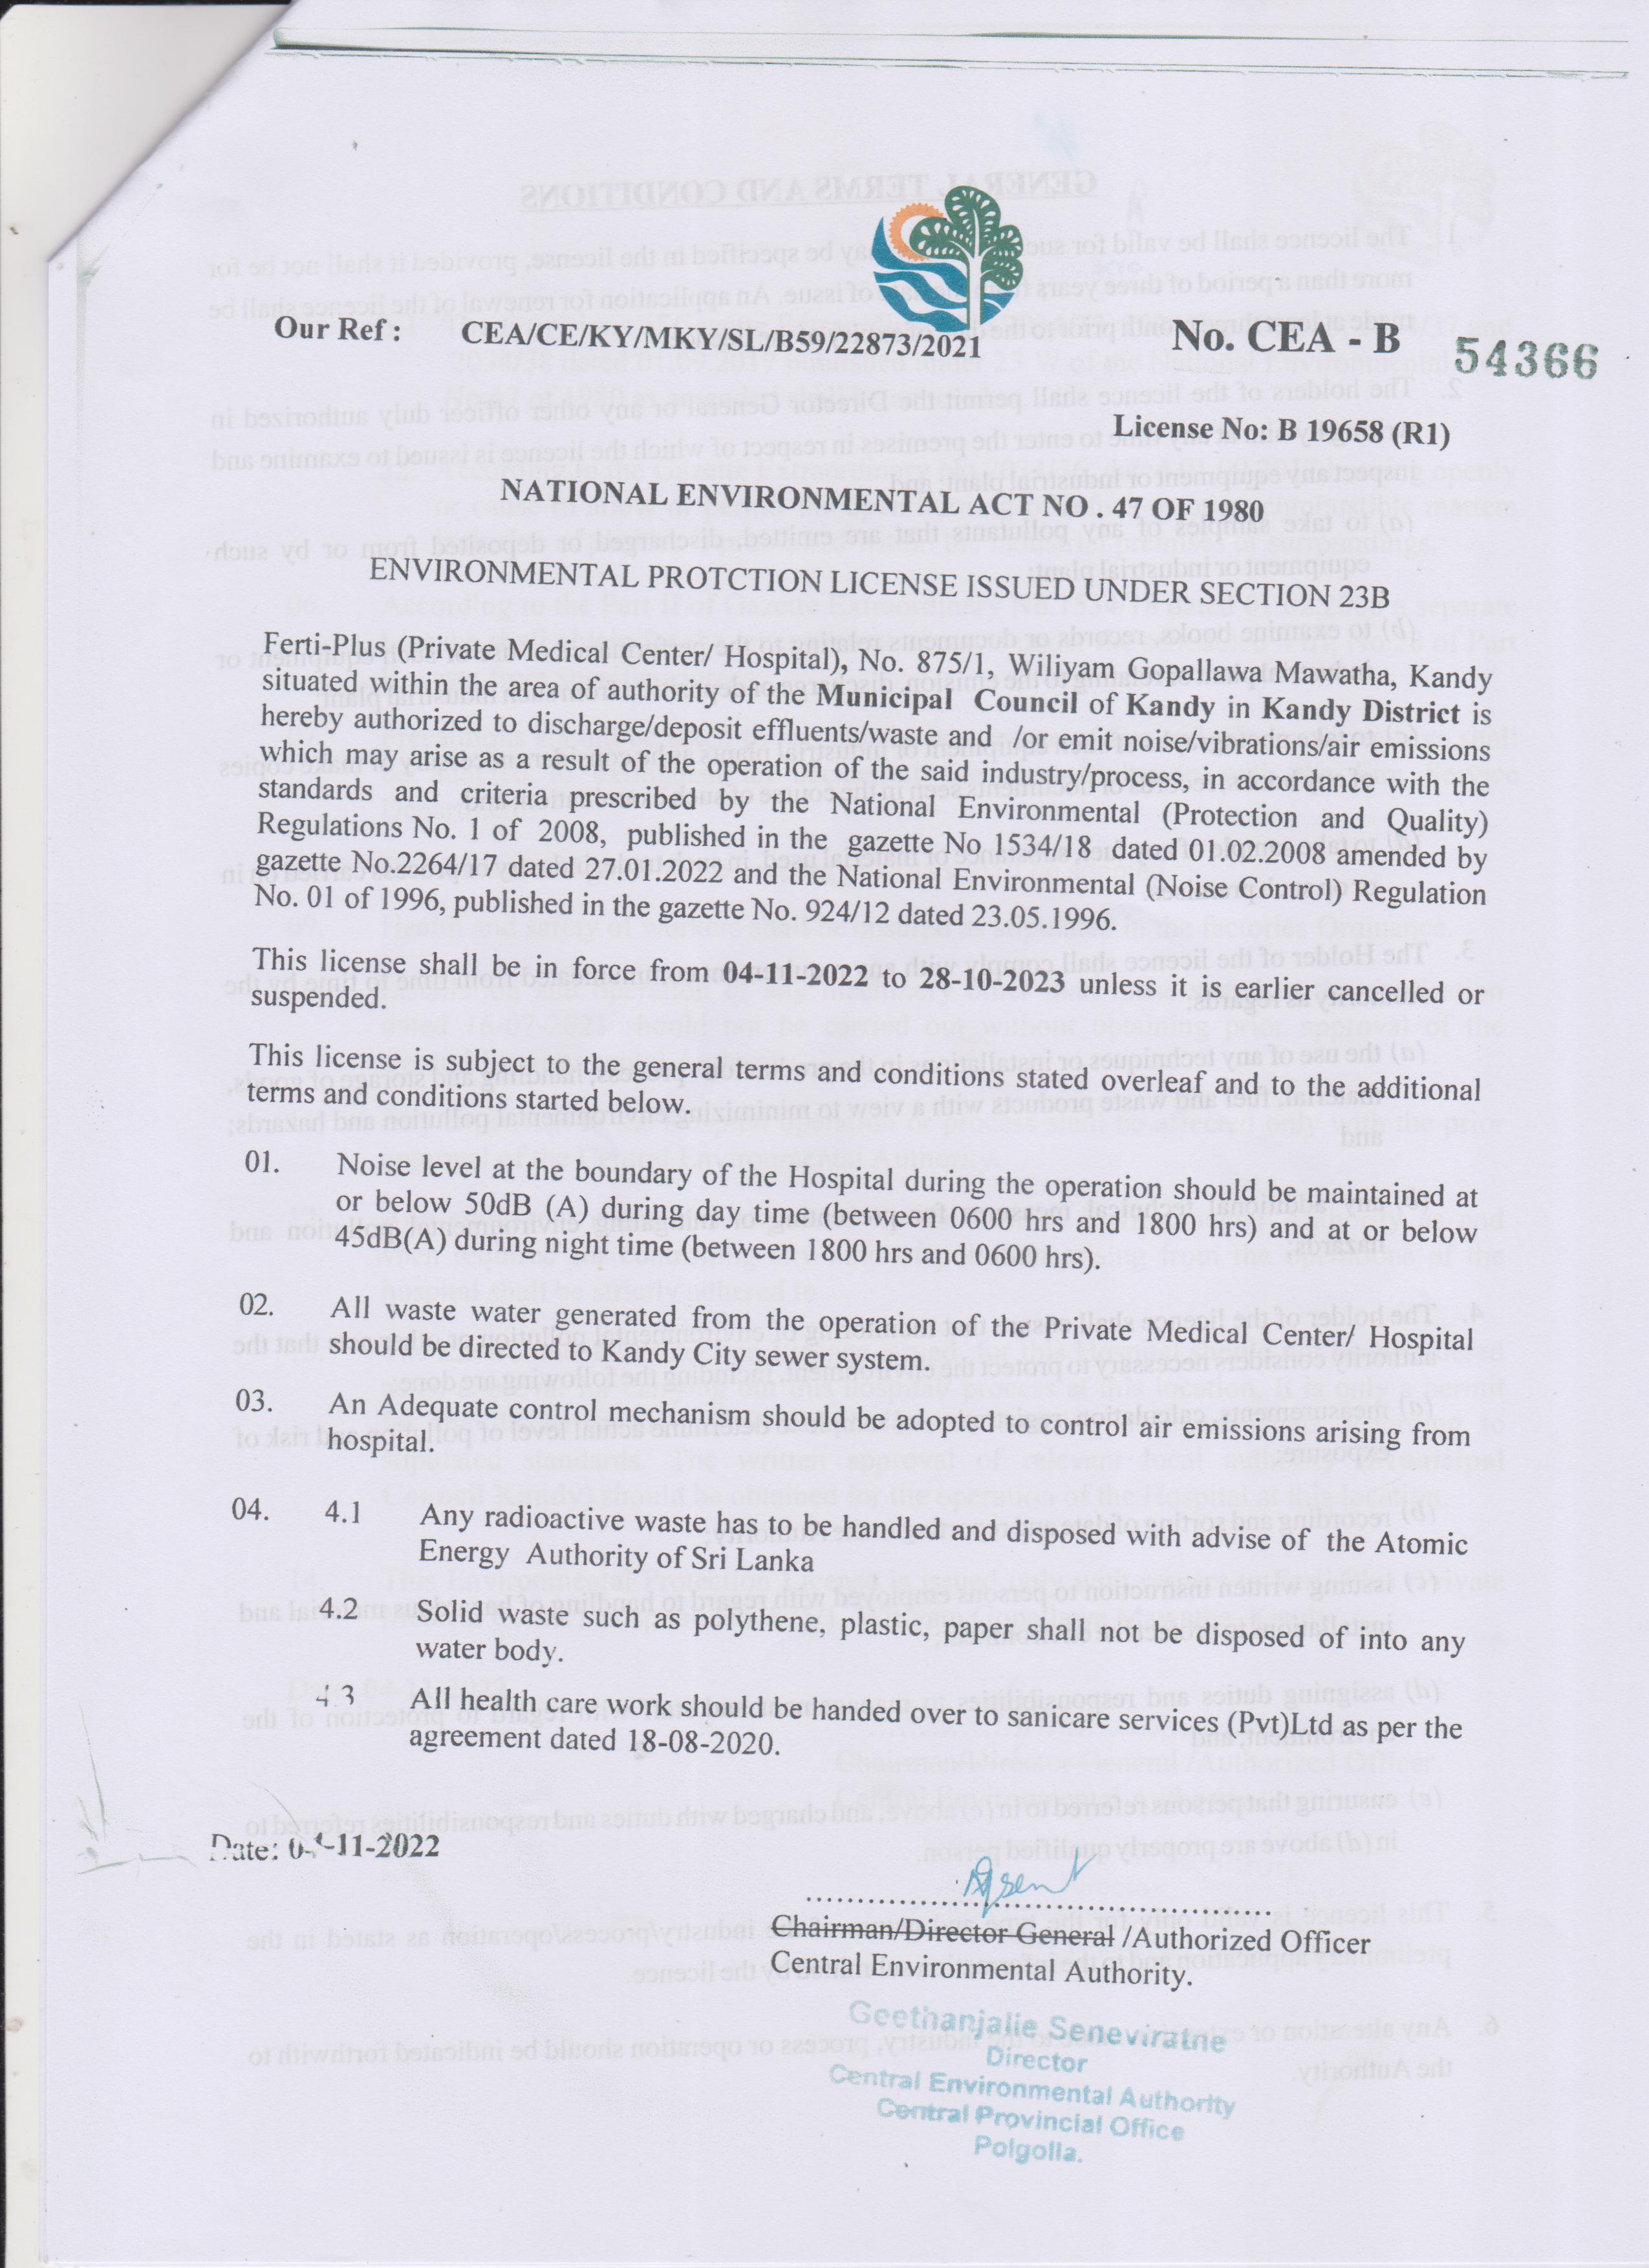 Our Ref : CEA/CE/KY/MKY/SL/B59/22873/2021 No. CEA - B 54366
License No: B 19658 (R1)
NATIONAL ENVIRONMENTAL ACT NO . 47 OF 1980
ENVIRONMENTAL PROTCTION LICENSE ISSUED UNDER SECTION 23B
Ferti-Plus (Private Medical Center/ Hospital), No. 875/1, Wiliyam Gopallawa Mawatha, Kandy
situated within the area of authority of the Municipal Council of Kandy in Kandy District is
hereby authorized to discharge/deposit effluents/waste and /or emit noise/vibrations/air emissions
which may arise as a result of the operation of the said industry/process, in accordance with the
standards and criteria prescribed by the National Environmental (Protection and Quality)
Regulations No. 1 of 2008, published in the gazette No 1534/18 dated 01.02.2008 amended by
gazette No.2264/17 dated 27.01.2022 and the National Environmental (Noise Control) Regulation
No. 01 of 1996, published in the gazette No. 924/12 dated 23.05.1996.
This license shall be in force from 04-11-2022 to 28-10-2023 unless it is earlier cancelled or
suspended.
This license is subject to the general terms and conditions stated overleaf and to the additional
terms and conditions started below.
01. Noise level at the boundary of the Hospital during the operation should be maintained at
or below 50dB (A) during day time (between 0600 hrs and 1800 hrs) and at or below
45dB(A) during night time (between 1800 hrs and 0600 hrs).
02. All waste water generated from the operation of the Private Medical Center/ Hospital
should be directed to Kandy City sewer system.
03. An Adequate control mechanism should be adopted to control air emissions arising from
hospital.
04. 4.1 Any radioactive waste has to be handled and disposed with advise of the Atomic
Energy Authority of Sri Lanka
4.2 Solid waste such as polythene, plastic, paper shall not be disposed of into any
water body.
4.3 All health care work should be handed over to sanicare services (Pvt)Ltd as per the
agreement dated 18-08-2020.
Date: 04-11-2022
Chairman/Director General /Authorized Officer
Central Environmental Authority.
Geethanjalie Seneviratne
Director
Central Environmental Authority
Central Provincial Office
Polgolla.